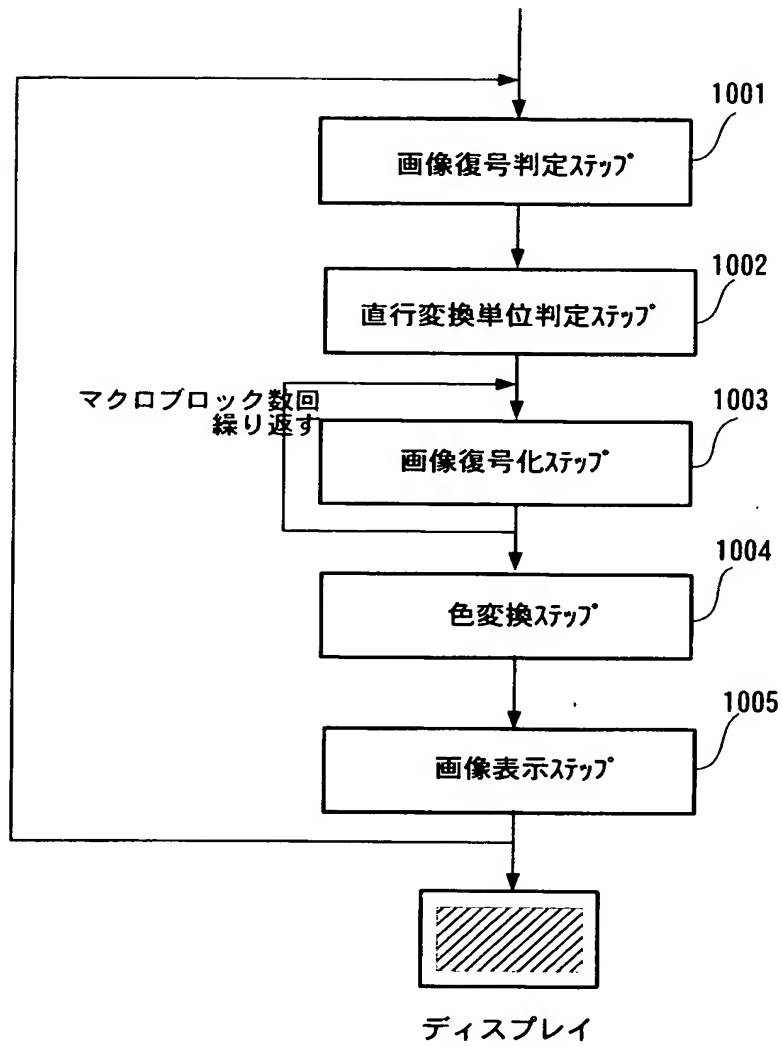 1001
画像復号判定ｽﾃｯﾌﾟ
1002
直行変換単位判定ｽﾃｯﾌﾟ
マクロブロック数回
繰り返す
1003
画像復号化ｽﾃｯﾌﾟ
1004
色変換ｽﾃｯﾌﾟ
1005
画像表示ｽﾃｯﾌﾟ
ディスプレイ